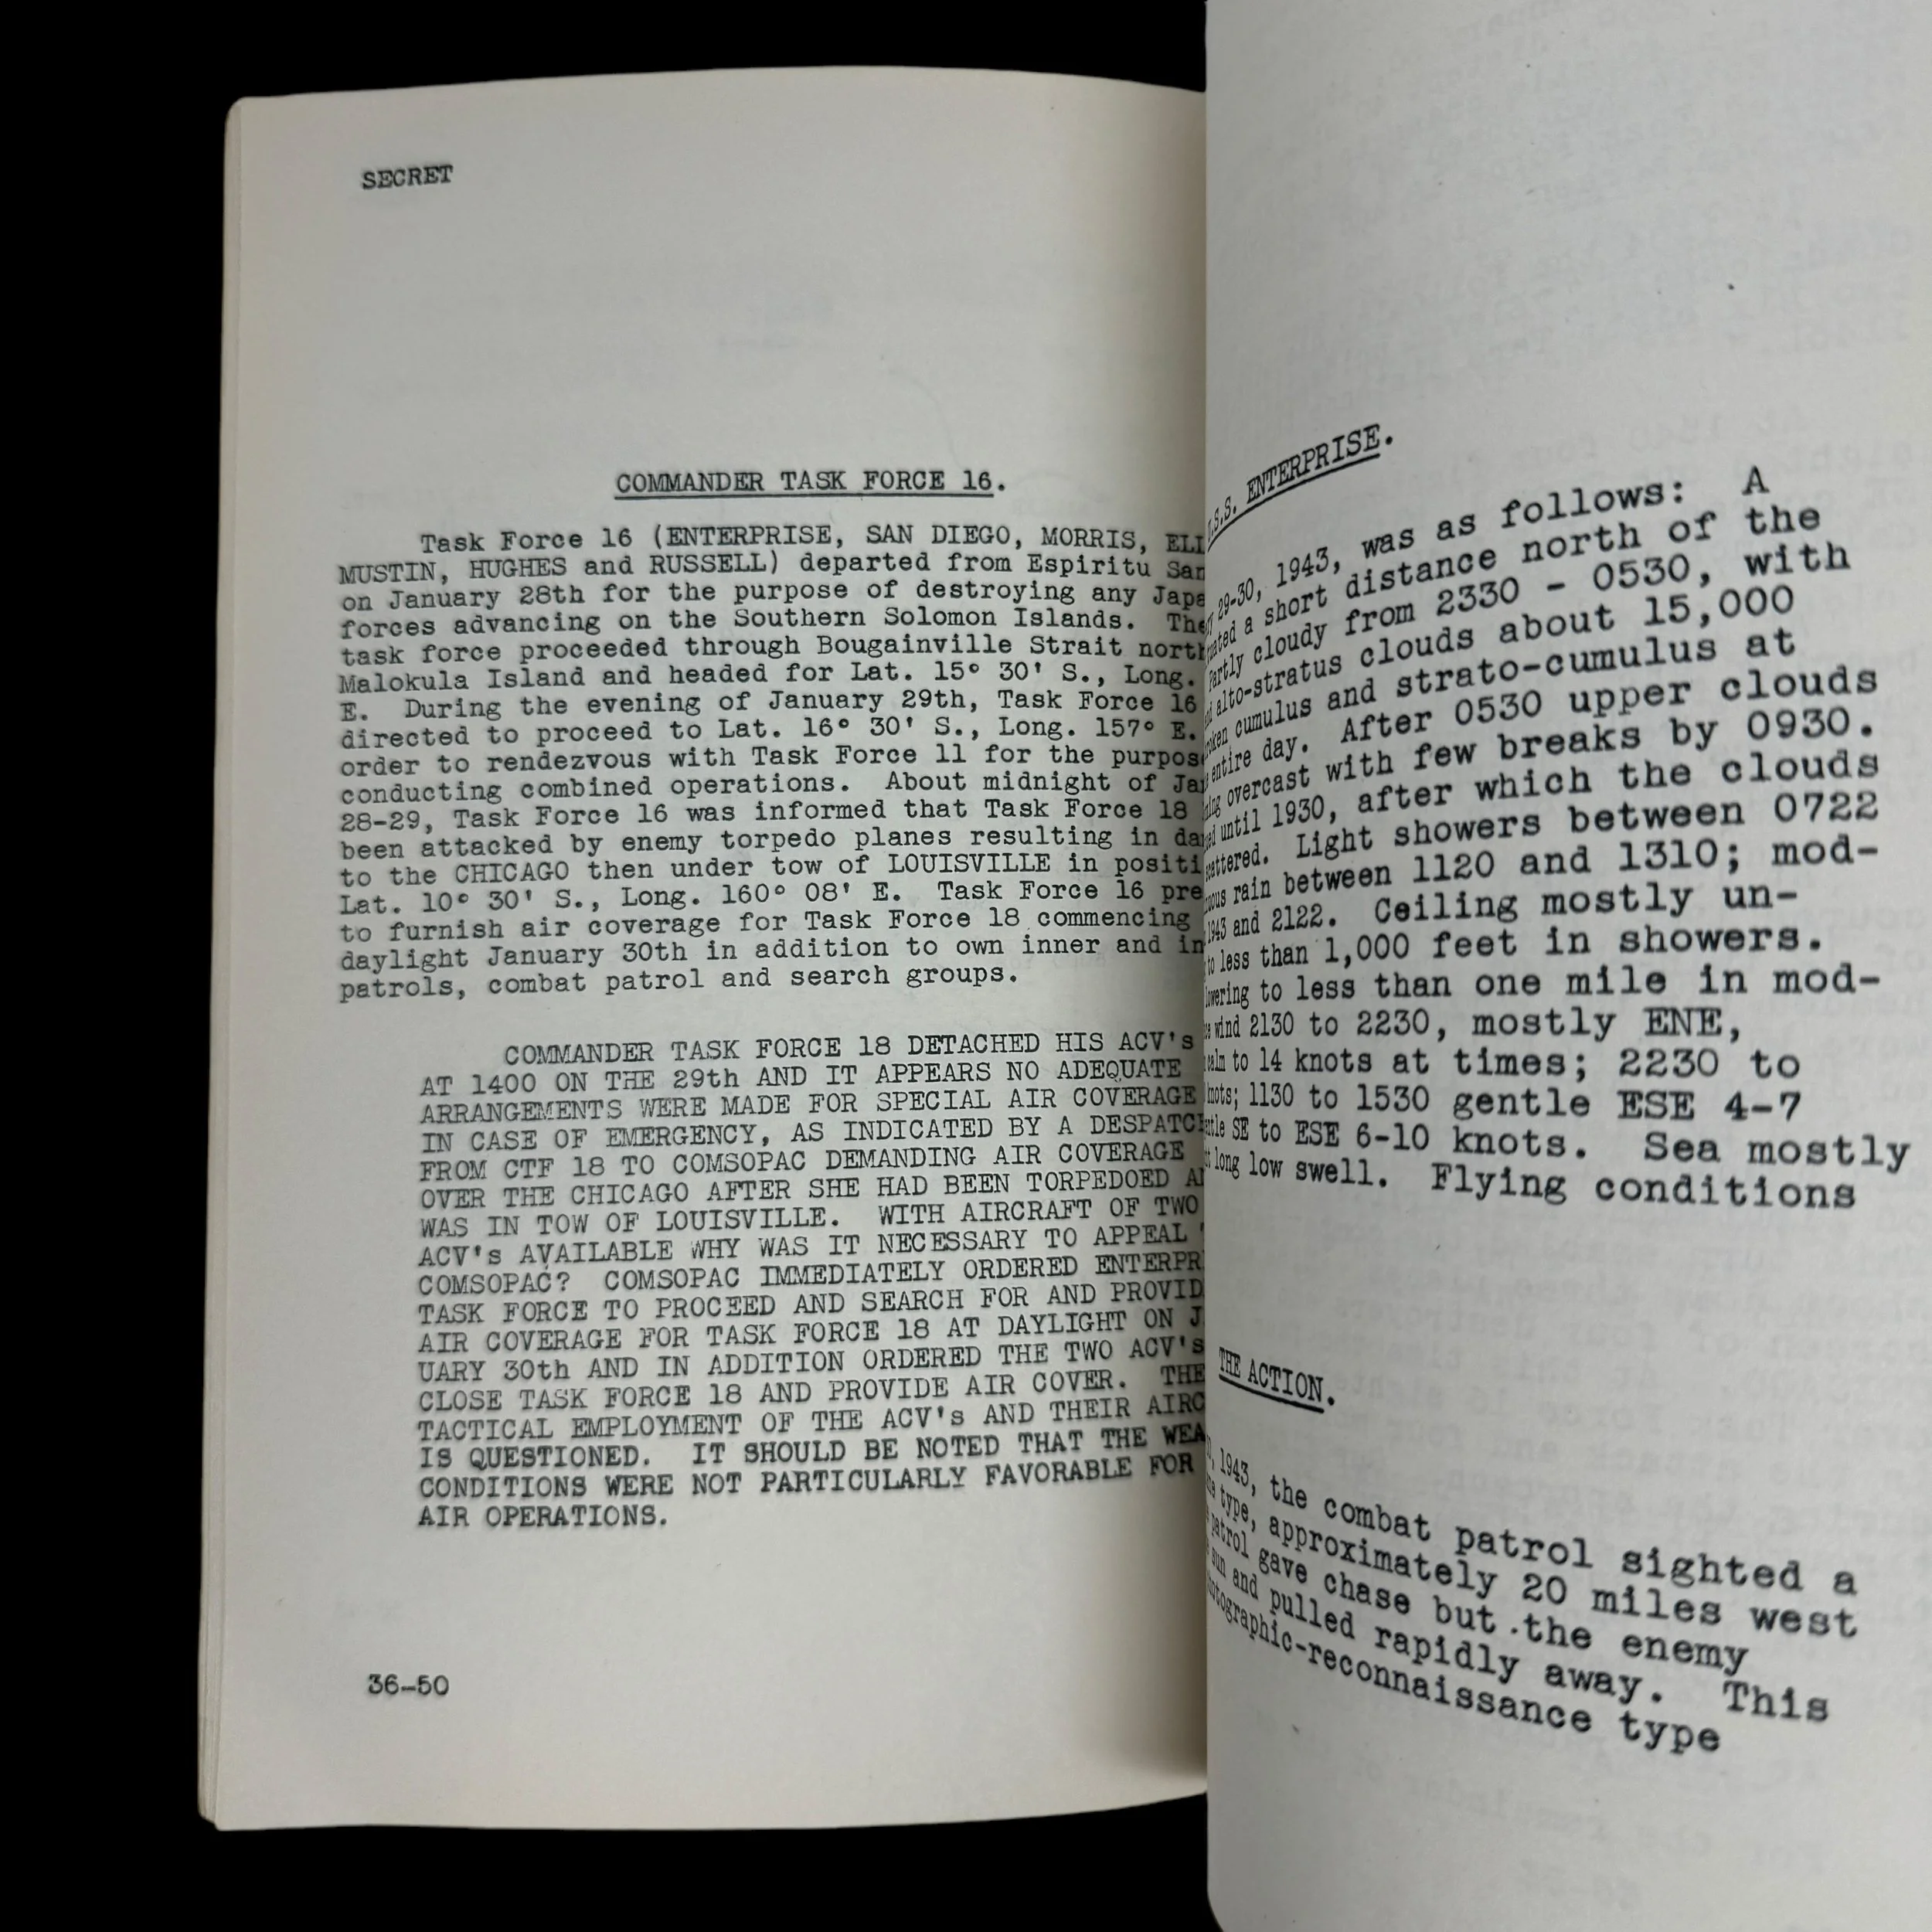 SECRET
COMMANDER TASK FORCE 16.
Task Force 16 (ENTERPRISE, SAN DIEGO, MORRIS,
MUSTIN, HUGHES and RUSSELL) departed from Espiritu
on January 28th for the purpose of destroying any
forces advancing on the Southern Solomon Islands.
task force proceeded through Bougainville Strait
Malokula Island and headed for Lat. 15° 30' S., Long.
E. During the evening of January 29th, Task Force 16
directed to proceed to Lat. 16° 30' S., Long. 157° E.
order to rendezvous with Task Force 11 for the
conducting combined operations. About midnight of
28-29, Task Force 16 was informed that Task Force 18
been attacked by enemy torpedo planes resulting in
to the CHICAGO then under tow of LOUISVILLE in
Lat. 10° 30' S., Long. 160° 08' E. Task Force 16
to furnish air coverage for Task Force 18 commencing
daylight January 30th in addition to own inner and
patrols, combat patrol and search groups.
COMMANDER TASK FORCE 18 DETACHED HIS ACV's
AT 1400 ON THE 29th AND IT APPEARS NO ADEQUATE
ARRANGEMENTS WERE MADE FOR SPECIAL AIR COVERAGE
IN CASE OF EMERGENCY, AS INDICATED BY A DESPATCH
FROM CTF 18 TO COMSOPAC DEMANDING AIR COVERAGE
OVER THE CHICAGO AFTER SHE HAD BEEN TORPEDOED
WAS IN TOW OF LOUISVILLE. WITH AIRCRAFT OF TWO
ACV's AVAILABLE WHY WAS IT NECESSARY TO APPEAL
COMSOPAC? COMSOPAC IMMEDIATELY ORDERED
TASK FORCE TO PROCEED AND SEARCH FOR AND
AIR COVERAGE FOR TASK FORCE 18 AT DAYLIGHT ON
UARY 30th AND IN ADDITION ORDERED THE TWO ACV's
CLOSE TASK FORCE 18 AND PROVIDE AIR COVER. THE
TACTICAL EMPLOYMENT OF THE ACV's AND THEIR
IS QUESTIONED. IT SHOULD BE NOTED THAT THE
CONDITIONS WERE NOT PARTICULARLY FAVORABLE FOR
AIR OPERATIONS.
36-50
ENTERPRISE.
29-30, 1943, was as follows: A
a short distance north of the
cloudy from 2330 - 0530, with
alto-stratus clouds about 15,000
cumulus and strato-cumulus at
entire day. After 0530 upper clouds
overcast with few breaks by 0930.
until 1930, after which the clouds
Light showers between 0722
rain between 1120 and 1310; mod-
1943 and 2122. Ceiling mostly un-
to less than 1,000 feet in showers.
to less than one mile in mod-
wind 2130 to 2230, mostly ENE,
calm to 14 knots at times; 2230 to
knots; 1130 to 1530 gentle ESE 4-7
SE to ESE 6-10 knots. Sea mostly
long low swell. Flying conditions
THE ACTION.
1943, the combat patrol sighted a
type, approximately 20 miles west
patrol gave chase but the enemy
sun and pulled rapidly away. This
photographic-reconnaissance type